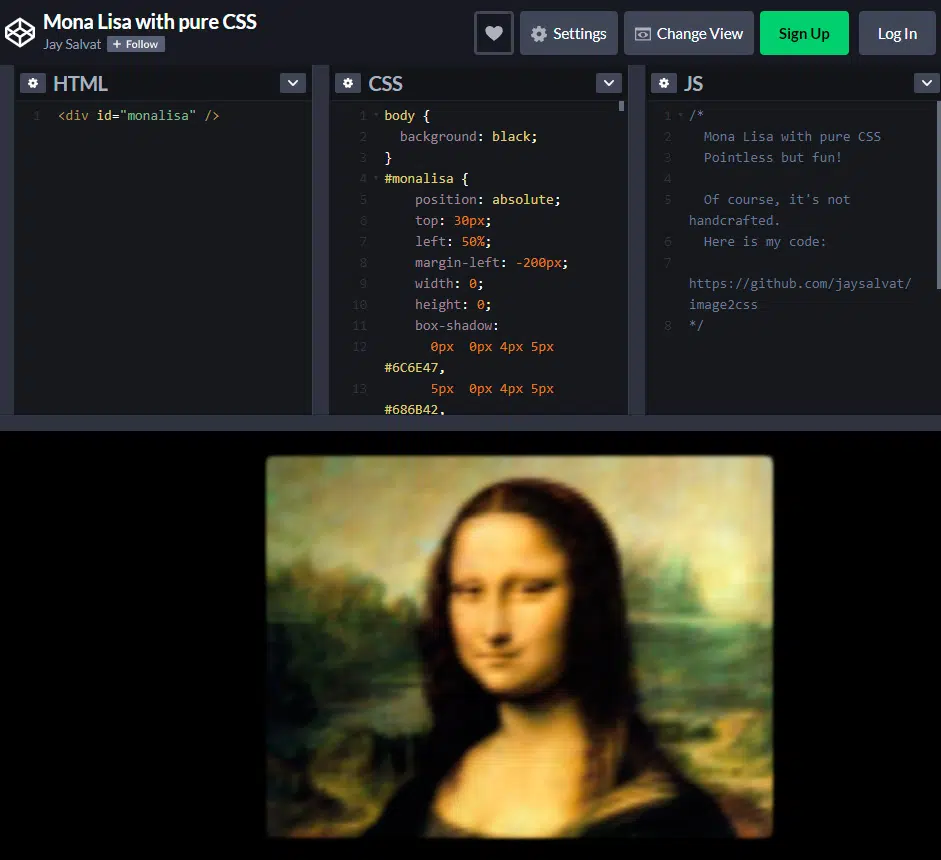 Mona Lisa with pure CSS
Jay Salvat + Follow
Settings
Change View
Sign Up
Log In
HTML
1 <div id="monalisa" />
CSS
1 body {
2 background: black;
3 }
4 #monalisa {
5 position: absolute;
6 top: 30px;
7 left: 50%;
8 margin-left: -200px;
9 width: 0;
10 height: 0;
11 box-shadow:
12 0px 0px 4px 5px
#6C6E47,
13 5px 0px 4px 5px
#686B42,
JS
1 /*
2 Mona Lisa with pure CSS
3 Pointless but fun!
4
5 Of course, it's not
handcrafted.
6 Here is my code:
7
https://github.com/jaysalvat/
image2css
8 */